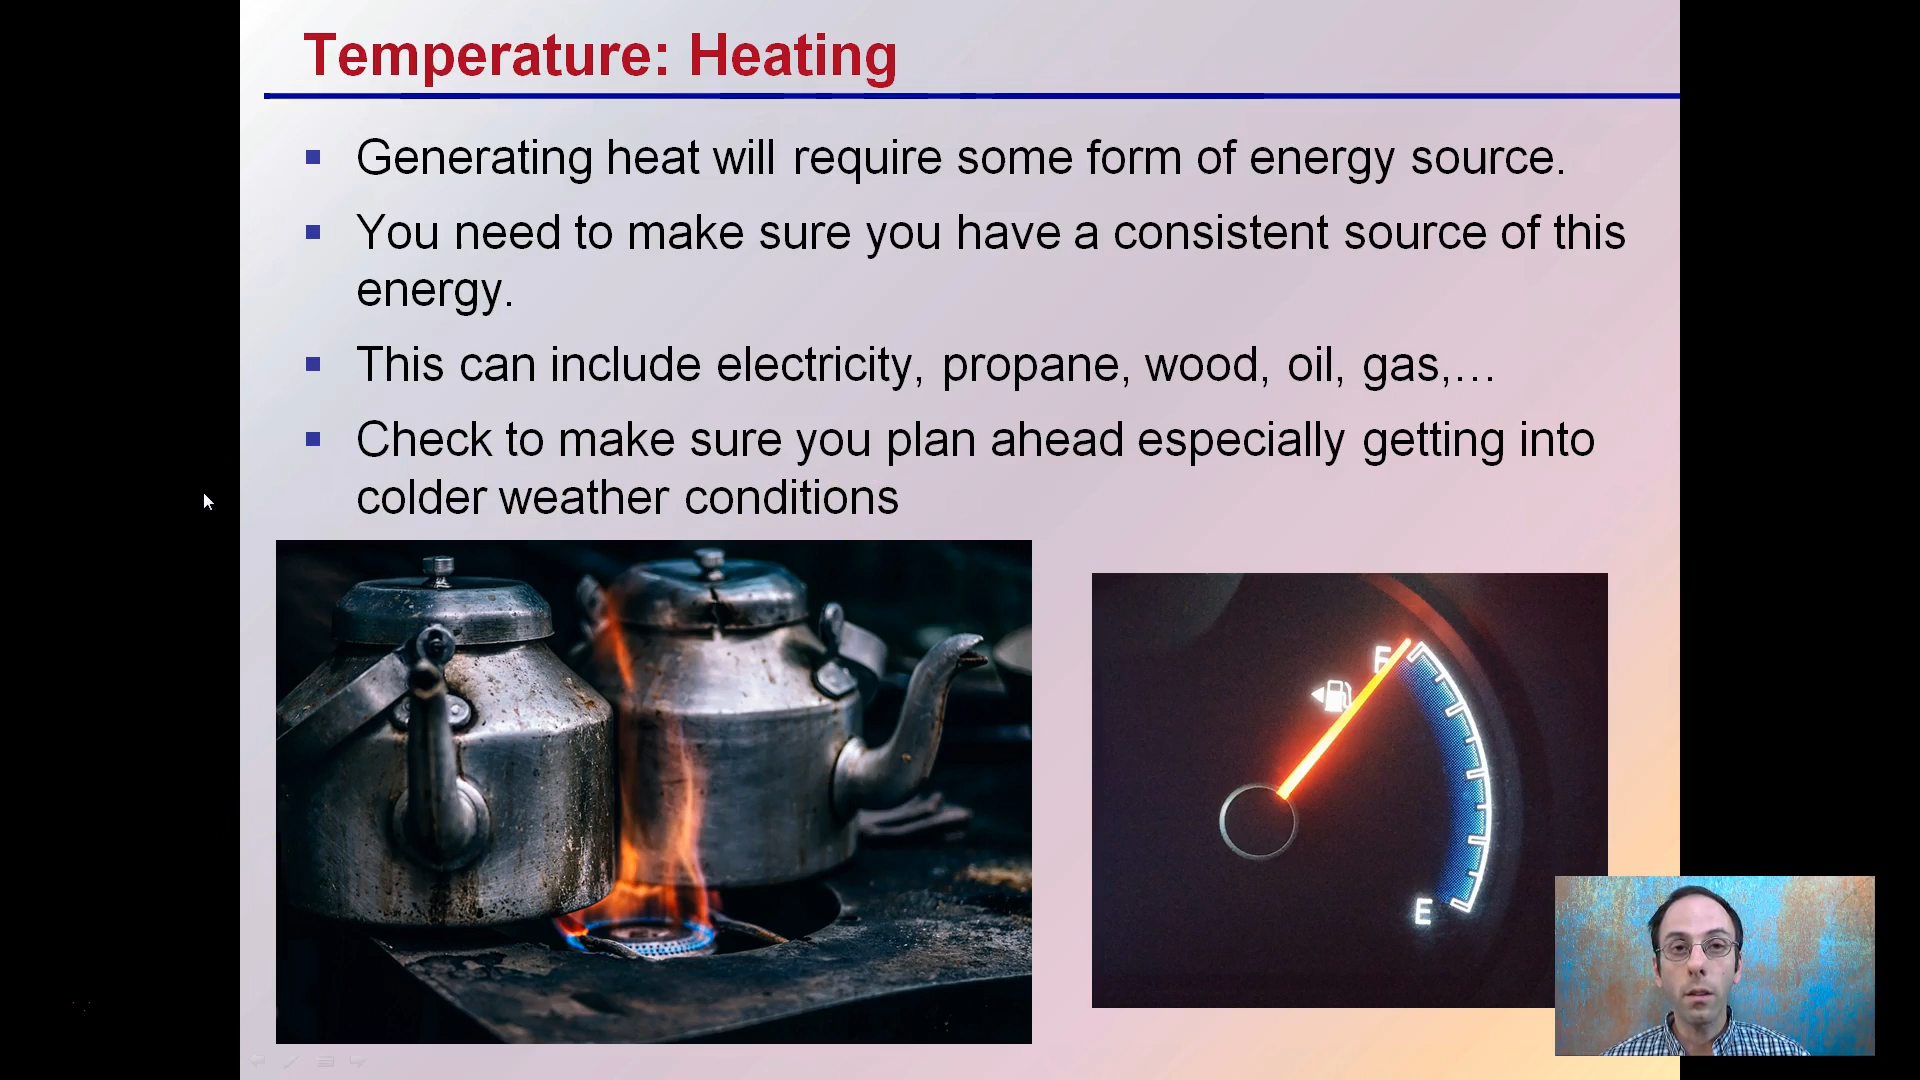 Temperature: Heating
Generating heat will require some form of energy source.
You need to make sure you have a consistent source of this
energy.
This can include electricity, propane, wood, oil, gas,…
Check to make sure you plan ahead especially getting into
colder weather conditions
F
E